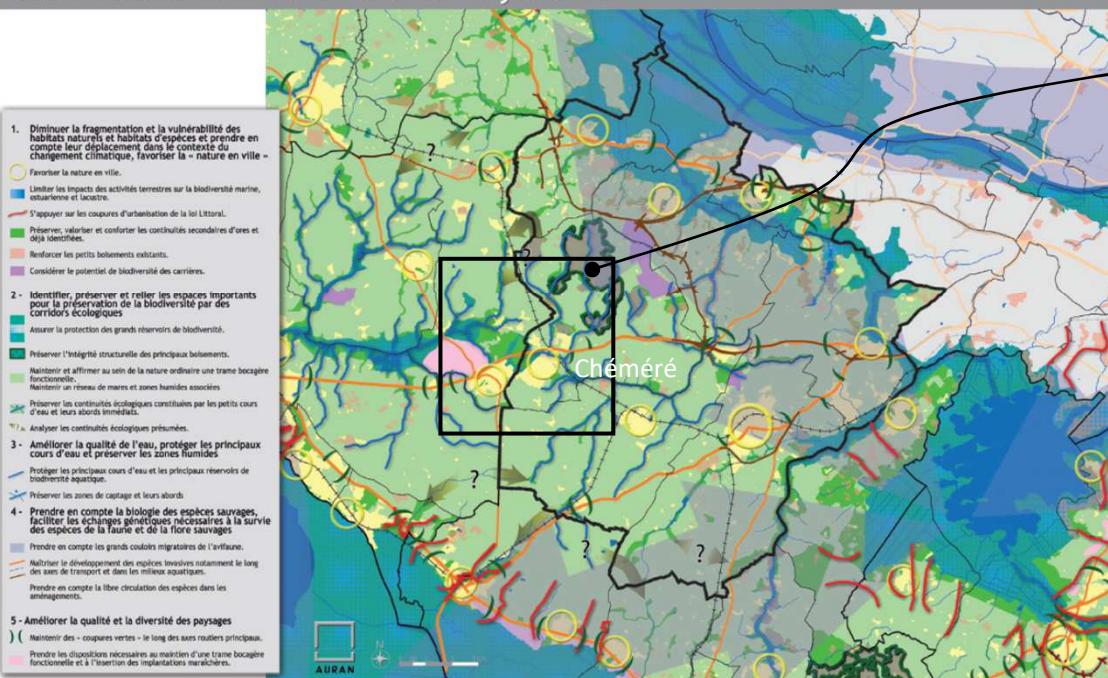 1. Diminuer la fragmentation et la vulnérabilité des
habitats naturels et habitats d'espèces et prendre en
compte leur déplacement dans le contexte du
changement climatique, favoriser la « nature en ville »
Favoriser la nature en ville.
Limiter les impacts des activités terrestres sur la biodiversité marine,
estuarienne et lacustre.
S'appuyer sur les coupures d'urbanisation de la loi Littoral.
Préserver, valoriser et conforter les continuités secondaires d'ores et
déjà identifiées.
Renforcer les petits boisements existants.
Considérer le potentiel de biodiversité des carrières.
2 - Identifier, préserver et relier les espaces importants
pour la préservation de la biodiversité par des
corridors écologiques
Assurer la protection des grands réservoirs de biodiversité.
Préserver l'intégrité structurelle des principaux boisements.
Maintenir et affirmer au sein de la nature ordinaire une trame bocagère
fonctionnelle.
Maintenir un réseau de mares et zones humides associées
Préserver les continuités écologiques constituées par les petits cours
d'eau et leurs abords immédiats.
Analyser les continuités écologiques présumées.
3 - Améliorer la qualité de l'eau, protéger les principaux
cours d'eau et préserver les zones humides
Protéger les principaux cours d'eau et les principaux réservoirs de
biodiversité aquatique.
Préserver les zones de captage et leurs abords
4 - Prendre en compte la biologie des espèces sauvages,
faciliter les échanges génétiques nécessaires à la survie
des espèces de la faune et de la flore sauvages
Prendre en compte les grands couloirs migratoires de l'avifaune.
Maîtriser le développement des espèces invasives notamment le long
des axes de transport et dans les milieux aquatiques.
Prendre en compte la libre circulation des espèces dans les
aménagements.
5 - Améliorer la qualité et la diversité des paysages
Maintenir des « coupures vertes » le long des axes routiers principaux.
Prendre les dispositions nécessaires au maintien d'une trame bocagère
fonctionnelle et à l'insertion des implantations maraîchères.
?
?
Chéméré
?
?
?
AURAN
N